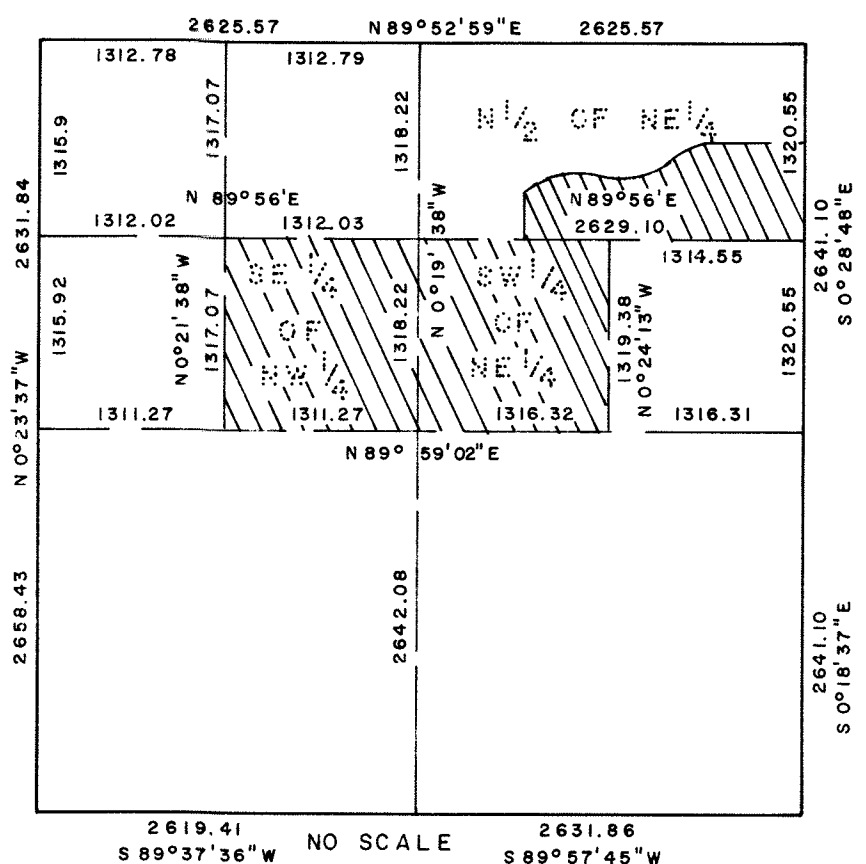 2625.57 N89°52'59"E 2625.57
1312.78 1312.79
1315.9
1317.07
1318.22
N 1/2 OF NE 1/4
1320.55
2631.84
N 89°56'E
N89°56'E
1312.02 1312.03
N 0°19'38"W
2629.10
1314.55
2641.10
S 0°28'48"E
1315.92
N0°21'38"W
1317.07
SE 1/4
OF
NW 1/4
1318.22
SW 1/4
OF
NE 1/4
1319.38
N0°24'13"W
1320.55
N 0°23'37"W
1311.27 1311.27 1316.32 1316.31
N 89° 59'02"E
2658.43
2642.08
2641.10
S 0°18'37"E
2619.41 2631.86
S 89°37'36"W NO SCALE S 89°57'45"W